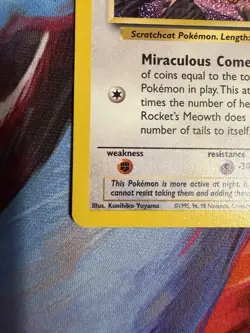 Scratchcat Pokémon. Length:
Miraculous Come
of coins equal to the to
Pokémon in play. This at
times the number of he
Rocket's Meowth does
number of tails to itself.
weakness resistance
-30
This Pokémon is more active at night, it
cannot resist taking them and adding them
Illus. Kunihiko Yuyama ©1995, 96, 98 Nintendo,